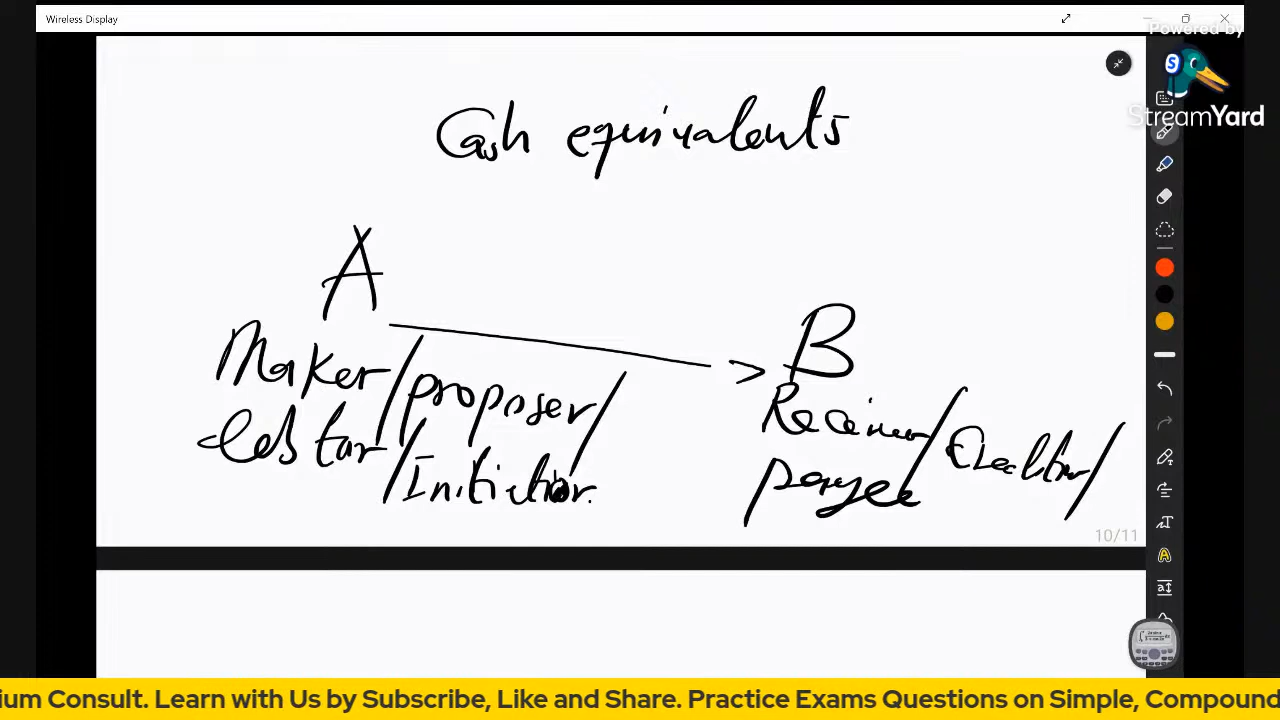 Wireless Display
Powered by
StreamYard
Cash equivalents
A
B
Maker/proposer/
debtor/Initiator.
Receiver/Creditor/
payee
10/11
ium Consult. Learn with Us by Subscribe, Like and Share. Practice Exams Questions on Simple, Compound